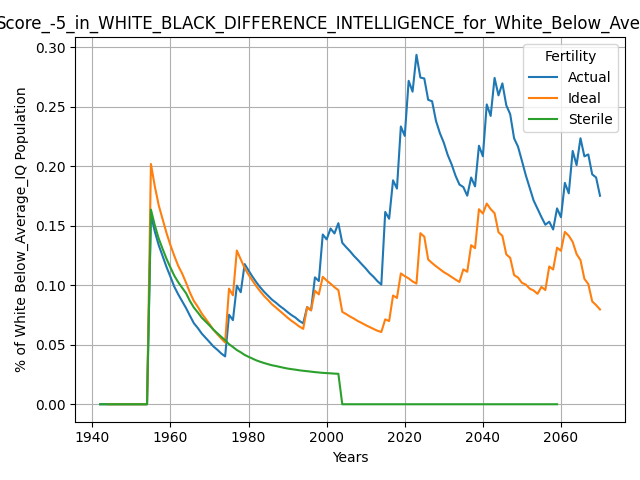 Score_-5_in_WHITE_BLACK_DIFFERENCE_INTELLIGENCE_for_White_Below_Ave
Fertility
Actual
Ideal
Sterile
% of White Below_Average_IQ Population
0.30
0.25
0.20
0.15
0.10
0.05
0.00
1940 1960 1980 2000 2020 2040 2060
Years